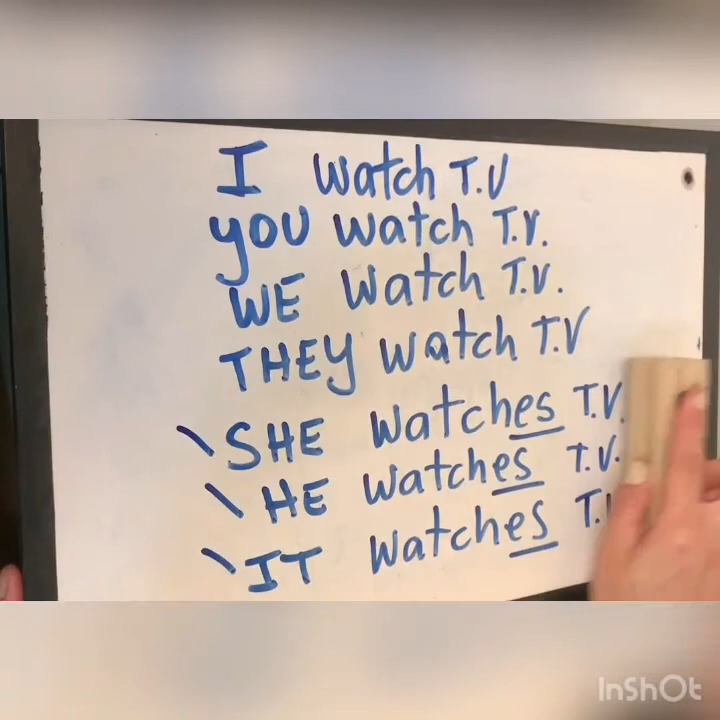 I watch T.V
YOU watch T.V.
WE watch T.V.
THEY watch T.V
\ SHE watches T.V.
\ HE watches T.V.
\ IT watches T.
InShOt